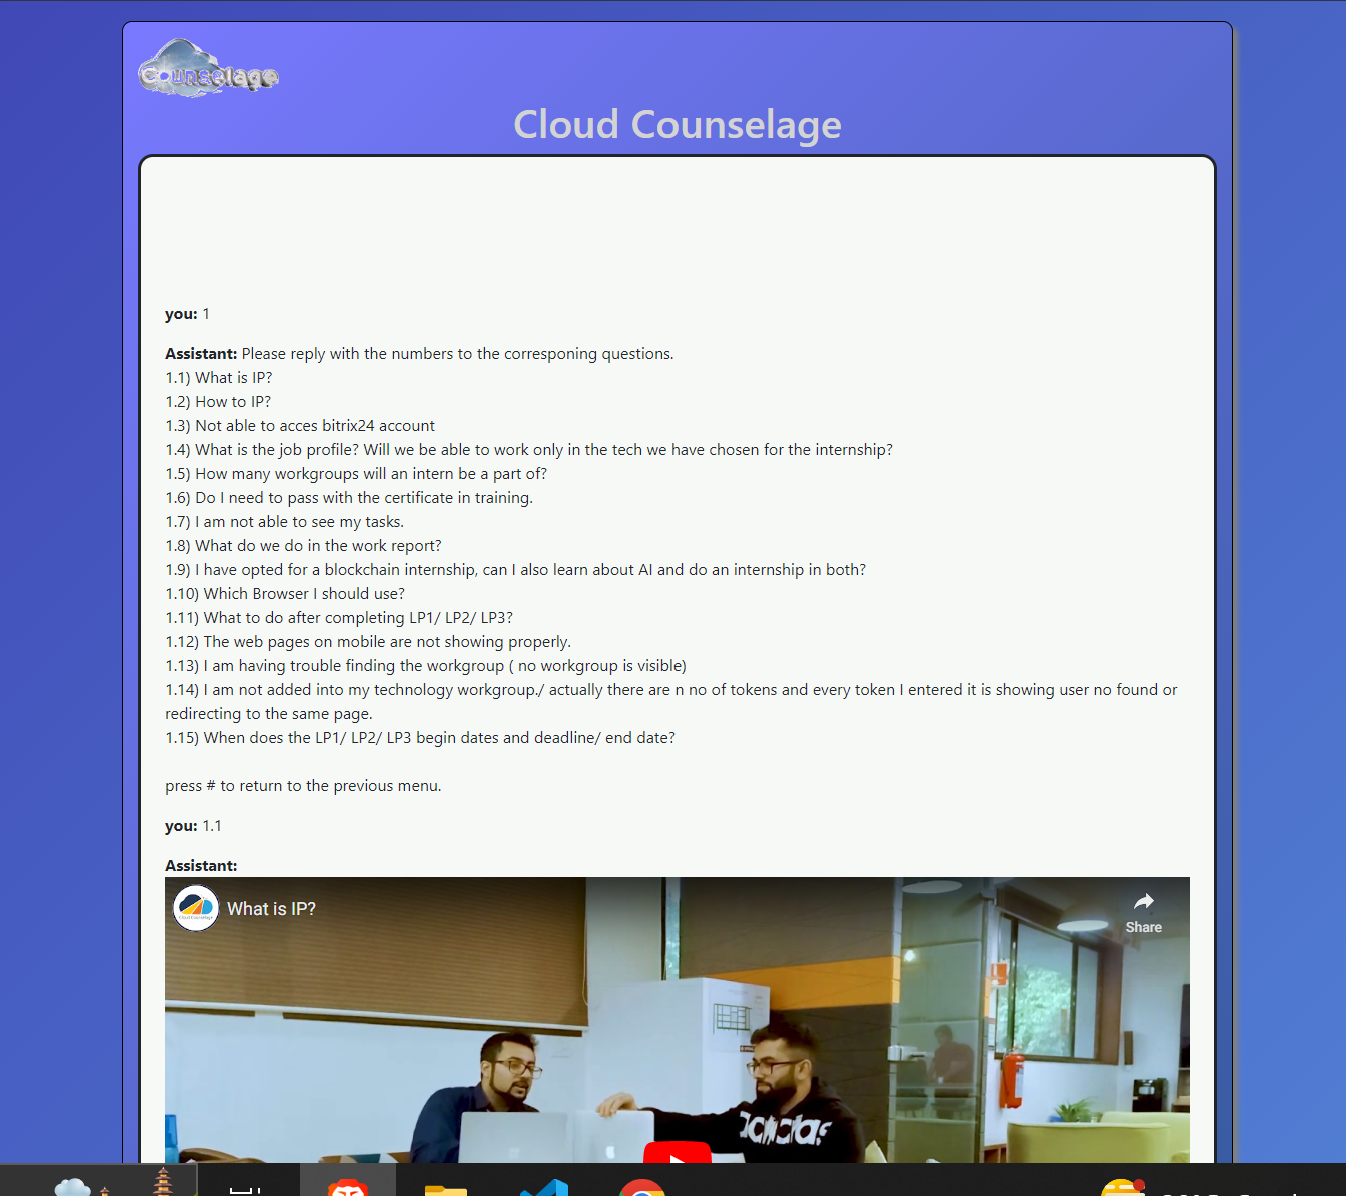 Counselage
Cloud Counselage
you: 1
Assistant: Please reply with the numbers to the corresponing questions.
1.1) What is IP?
1.2) How to IP?
1.3) Not able to acces bitrix24 account
1.4) What is the job profile? Will we be able to work only in the tech we have chosen for the internship?
1.5) How many workgroups will an intern be a part of?
1.6) Do I need to pass with the certificate in training.
1.7) I am not able to see my tasks.
1.8) What do we do in the work report?
1.9) I have opted for a blockchain internship, can I also learn about AI and do an internship in both?
1.10) Which Browser I should use?
1.11) What to do after completing LP1/ LP2/ LP3?
1.12) The web pages on mobile are not showing properly.
1.13) I am having trouble finding the workgroup ( no workgroup is visible)
1.14) I am not added into my technology workgroup./ actually there are n no of tokens and every token I entered it is showing user no found or
redirecting to the same page.
1.15) When does the LP1/ LP2/ LP3 begin dates and deadline/ end date?
press # to return to the previous menu.
you: 1.1
Assistant:
What is IP?
Share